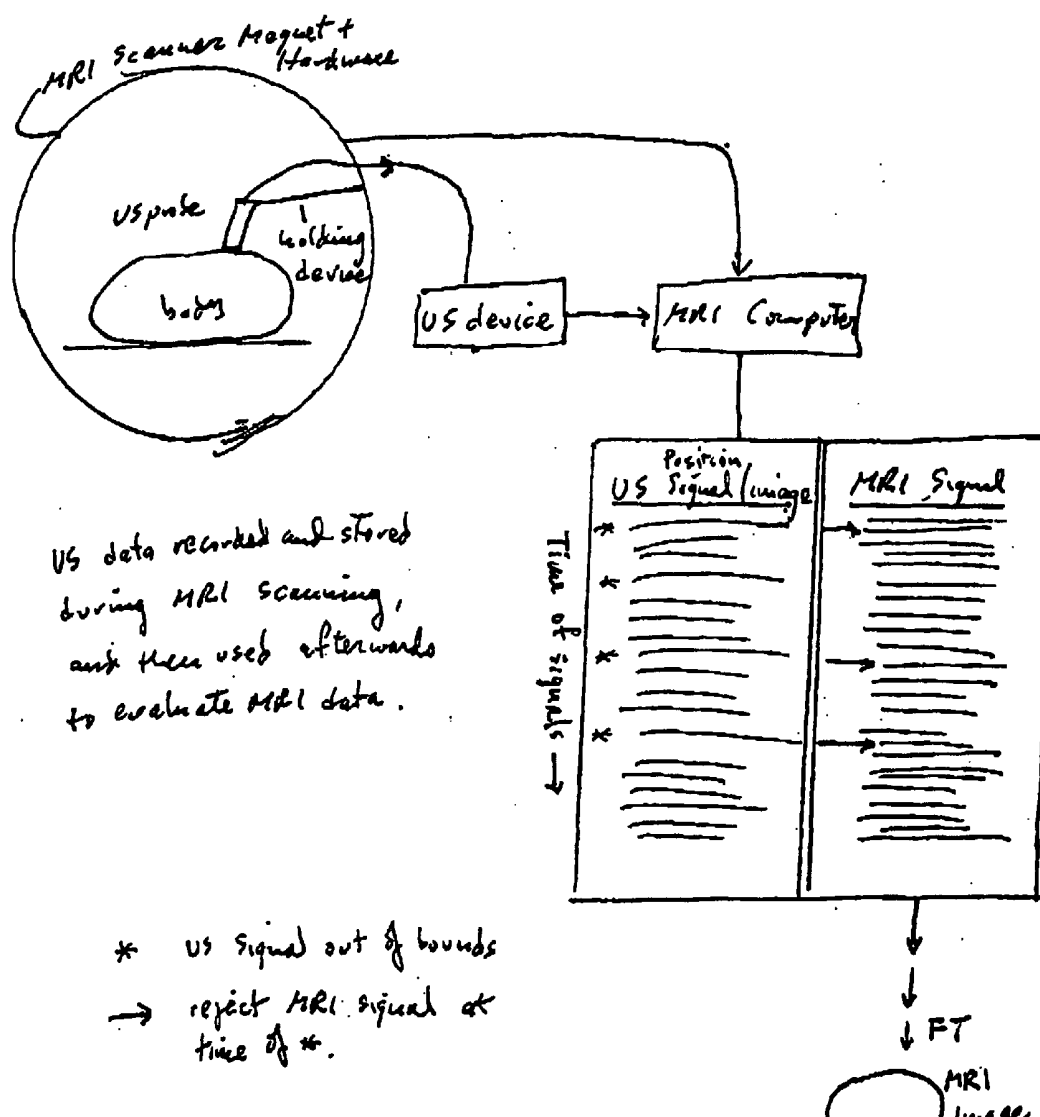 MRI Scanner Magnet +
Hardware
US probe
holding
device
body
US device
MRI Computer
Position
US Signal/image
MRI Signal
Time of signals →
*
*
*
*
US data recorded and stored
during MRI scanning,
and then used afterwards
to evaluate MRI data.
* US Signal out of bounds
→ reject MRI signal at
time of *.
FT
MRI
Image